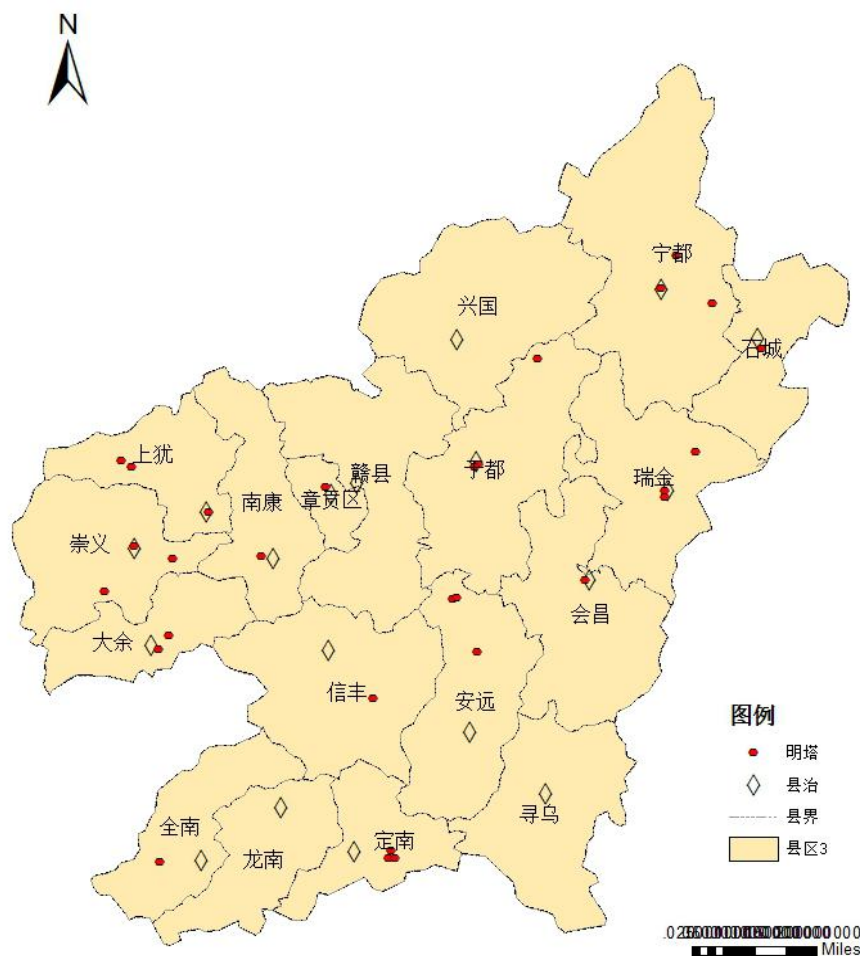 N
宁都
兴国
石城
上犹
赣县
于都
瑞金
南康
章贡区
崇义
会昌
大余
信丰
安远
图例
明塔
县治
县界
县区3
寻乌
全南
定南
龙南
Miles